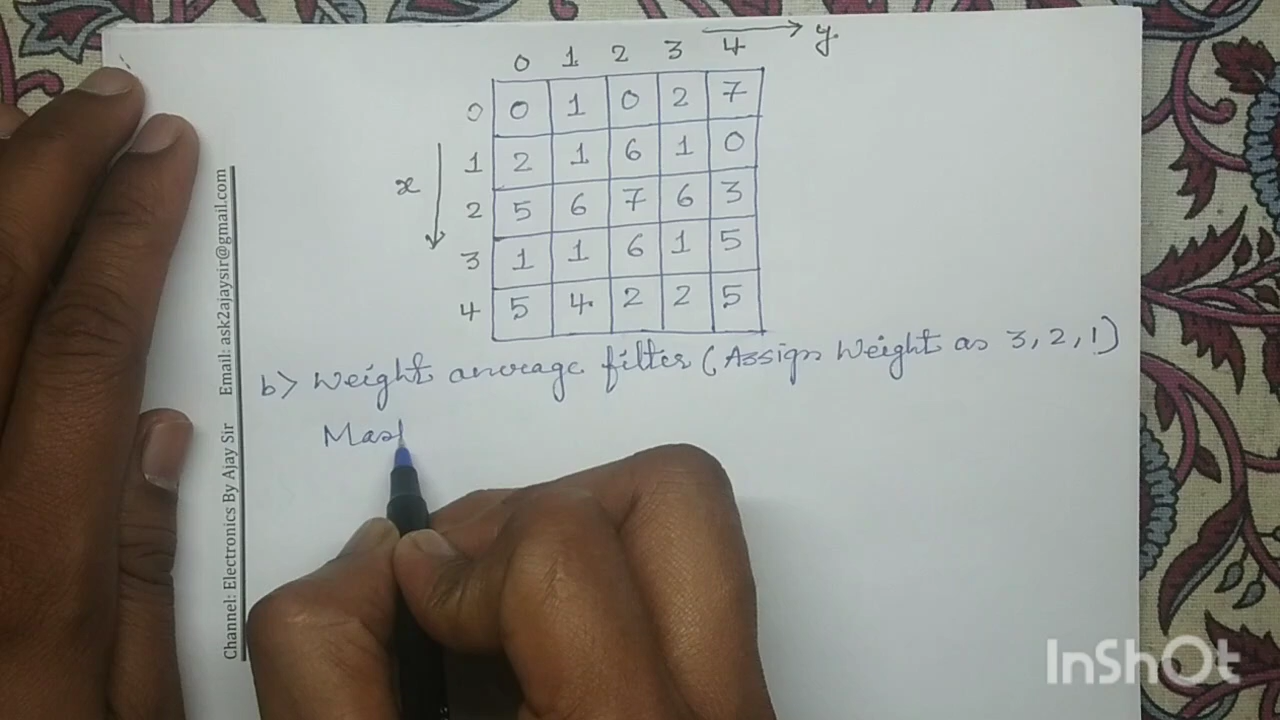 y
0 1 2 3 4
0 0 1 0 2 7
1 2 1 6 1 0
x
2 5 6 7 6 3
3 1 1 6 1 5
4 5 4 2 2 5
b) Weight average filter (Assign Weight as 3, 2, 1)
Mask
Channel: Electronics By Ajay Sir Email: ask2ajaysir@gmail.com
InShOt